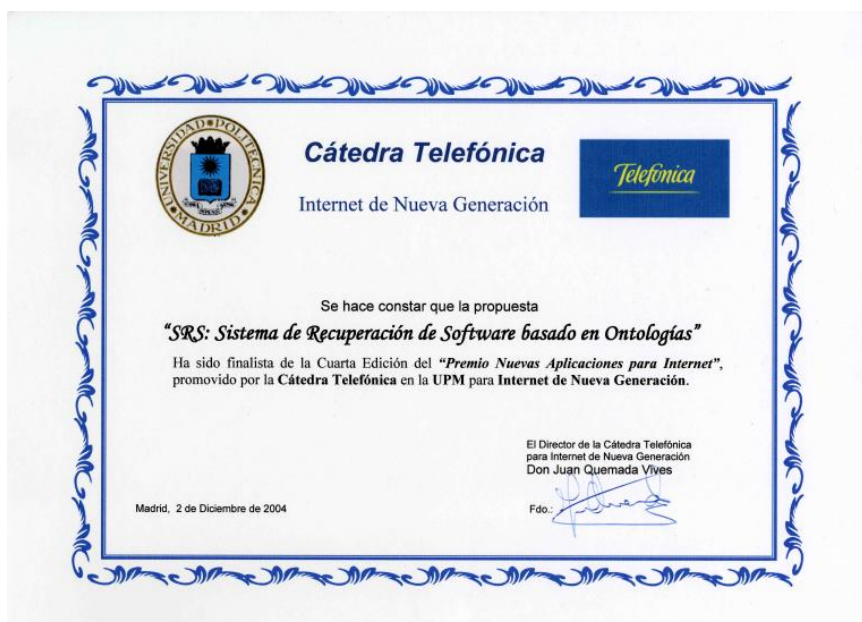 UNIVERSIDAD POLITECNICA
MADRID
Cátedra Telefónica
Internet de Nueva Generación
Telefónica
Se hace constar que la propuesta
“SRS: Sistema de Recuperación de Software basado en Ontologías”
Ha sido finalista de la Cuarta Edición del “Premio Nuevas Aplicaciones para Internet”,
promovido por la Cátedra Telefónica en la UPM para Internet de Nueva Generación.
El Director de la Cátedra Telefónica
para Internet de Nueva Generación
Don Juan Quemada Vives
Madrid, 2 de Diciembre de 2004
Fdo.: